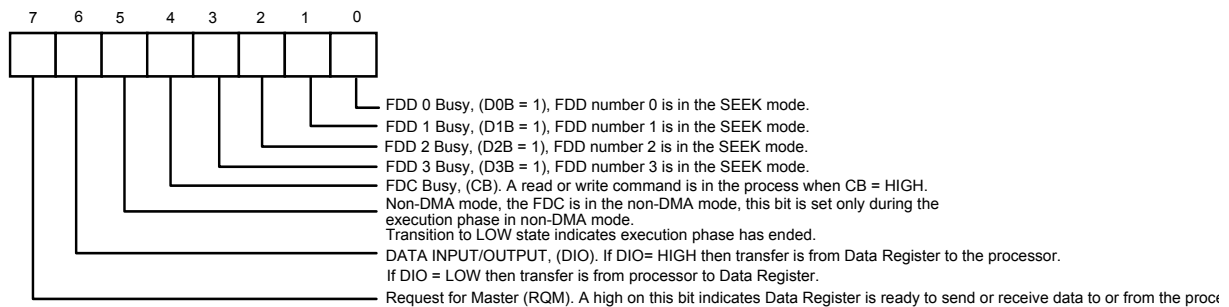 7 6 5 4 3 2 1 0
FDD 0 Busy, (D0B = 1), FDD number 0 is in the SEEK mode.
FDD 1 Busy, (D1B = 1), FDD number 1 is in the SEEK mode.
FDD 2 Busy, (D2B = 1), FDD number 2 is in the SEEK mode.
FDD 3 Busy, (D3B = 1), FDD number 3 is in the SEEK mode.
FDC Busy, (CB). A read or write command is in the process when CB = HIGH.
Non-DMA mode, the FDC is in the non-DMA mode, this bit is set only during the
execution phase in non-DMA mode.
Transition to LOW state indicates execution phase has ended.
DATA INPUT/OUTPUT, (DIO). If DIO= HIGH then transfer is from Data Register to the processor.
If DIO = LOW then transfer is from processor to Data Register.
Request for Master (RQM). A high on this bit indicates Data Register is ready to send or receive data to or from the